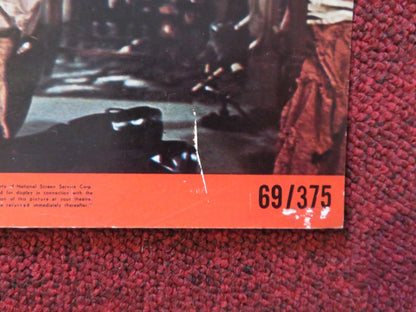 of National Screen Service Corp.
for display in connection with the
of this picture at your theatre.
returned immediately thereafter."
69/375